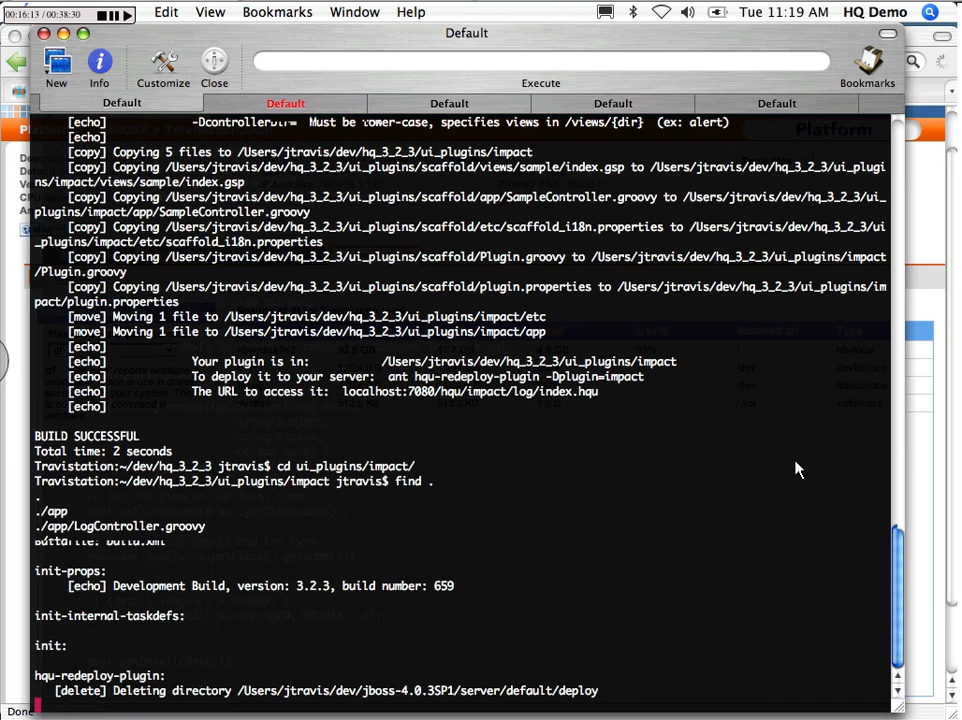 00:16:13 // 00:38:30
Edit View Bookmarks Window Help
Tue 11:19 AM HQ Demo
Default
New Info Customize Close Execute Bookmarks
Default Default Default Default Default
[echo] Must be lower-case, specifies views in /views/{dir} (ex: alert)
[echo]
[copy] Copying 5 files to /Users/jtravis/dev/hq_3_2_3/ui_plugins/impact
[copy] Copying /Users/jtravis/dev/hq_3_2_3/ui_plugins/scaffold/views/sample/index.gsp to /Users/jtravis/dev/hq_3_2_3/ui_plugi
ns/impact/views/sample/index.gsp
[copy] Copying /Users/jtravis/dev/hq_3_2_3/ui_plugins/scaffold/app/SampleController.groovy to /Users/jtravis/dev/hq_3_2_3/ui_
plugins/impact/app/SampleController.groovy
[copy] Copying /Users/jtravis/dev/hq_3_2_3/ui_plugins/scaffold/etc/scaffold_i18n.properties to /Users/jtravis/dev/hq_3_2_3/ui
_plugins/impact/etc/scaffold_i18n.properties
[copy] Copying /Users/jtravis/dev/hq_3_2_3/ui_plugins/scaffold/Plugin.groovy to /Users/jtravis/dev/hq_3_2_3/ui_plugins/impact
/Plugin.groovy
[copy] Copying /Users/jtravis/dev/hq_3_2_3/ui_plugins/scaffold/plugin.properties to /Users/jtravis/dev/hq_3_2_3/ui_plugins/im
pact/plugin.properties
[move] Moving 1 file to /Users/jtravis/dev/hq_3_2_3/ui_plugins/impact/etc
[move] Moving 1 file to /Users/jtravis/dev/hq_3_2_3/ui_plugins/impact/app
[echo]
[echo] Your plugin is in: /Users/jtravis/dev/hq_3_2_3/ui_plugins/impact
[echo] To deploy it to your server: ant hqu-redeploy-plugin -Dplugin=impact
[echo] The URL to access it: localhost:7080/hqu/impact/log/index.hqu
[echo]
BUILD SUCCESSFUL
Total time: 2 seconds
Travistation:~/dev/hq_3_2_3 jtravis$ cd ui_plugins/impact/
Travistation:~/dev/hq_3_2_3/ui_plugins/impact jtravis$ find .
.
./app
./app/LogController.groovy
Buildfile: build.xml
init-props:
[echo] Development Build, version: 3.2.3, build number: 659
init-internal-taskdefs:
init:
hqu-redeploy-plugin:
[delete] Deleting directory /Users/jtravis/dev/jboss-4.0.3SP1/server/default/deploy
Platform
Done